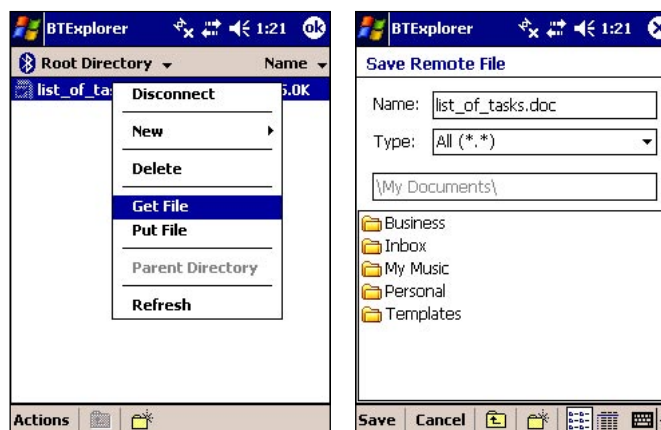 BTExplorer 1:21 ok
Root Directory Name
list_of_ta 5.0K
Disconnect
New
Delete
Get File
Put File
Parent Directory
Refresh
Actions
BTExplorer 1:21
Save Remote File
Name: list_of_tasks.doc
Type: All (*.*)
\My Documents\
Business
Inbox
My Music
Personal
Templates
Save Cancel